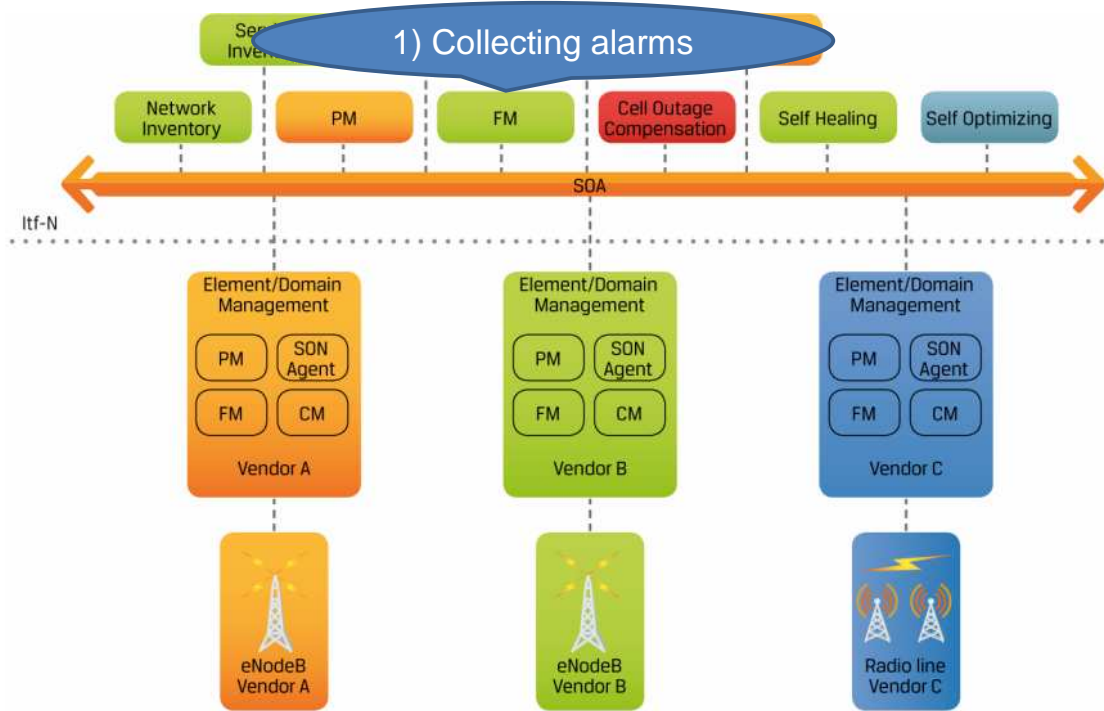 1) Collecting alarms
Network
Inventory
PM
FM
Cell Outage
Compensation
Self Healing
Self Optimizing
SOA
Itf-N
Element/Domain
Management
PM
SON
Agent
FM
CM
Vendor A
Element/Domain
Management
PM
SON
Agent
FM
CM
Vendor B
Element/Domain
Management
PM
SON
Agent
FM
CM
Vendor C
eNodeB
Vendor A
eNodeB
Vendor B
Radio line
Vendor C